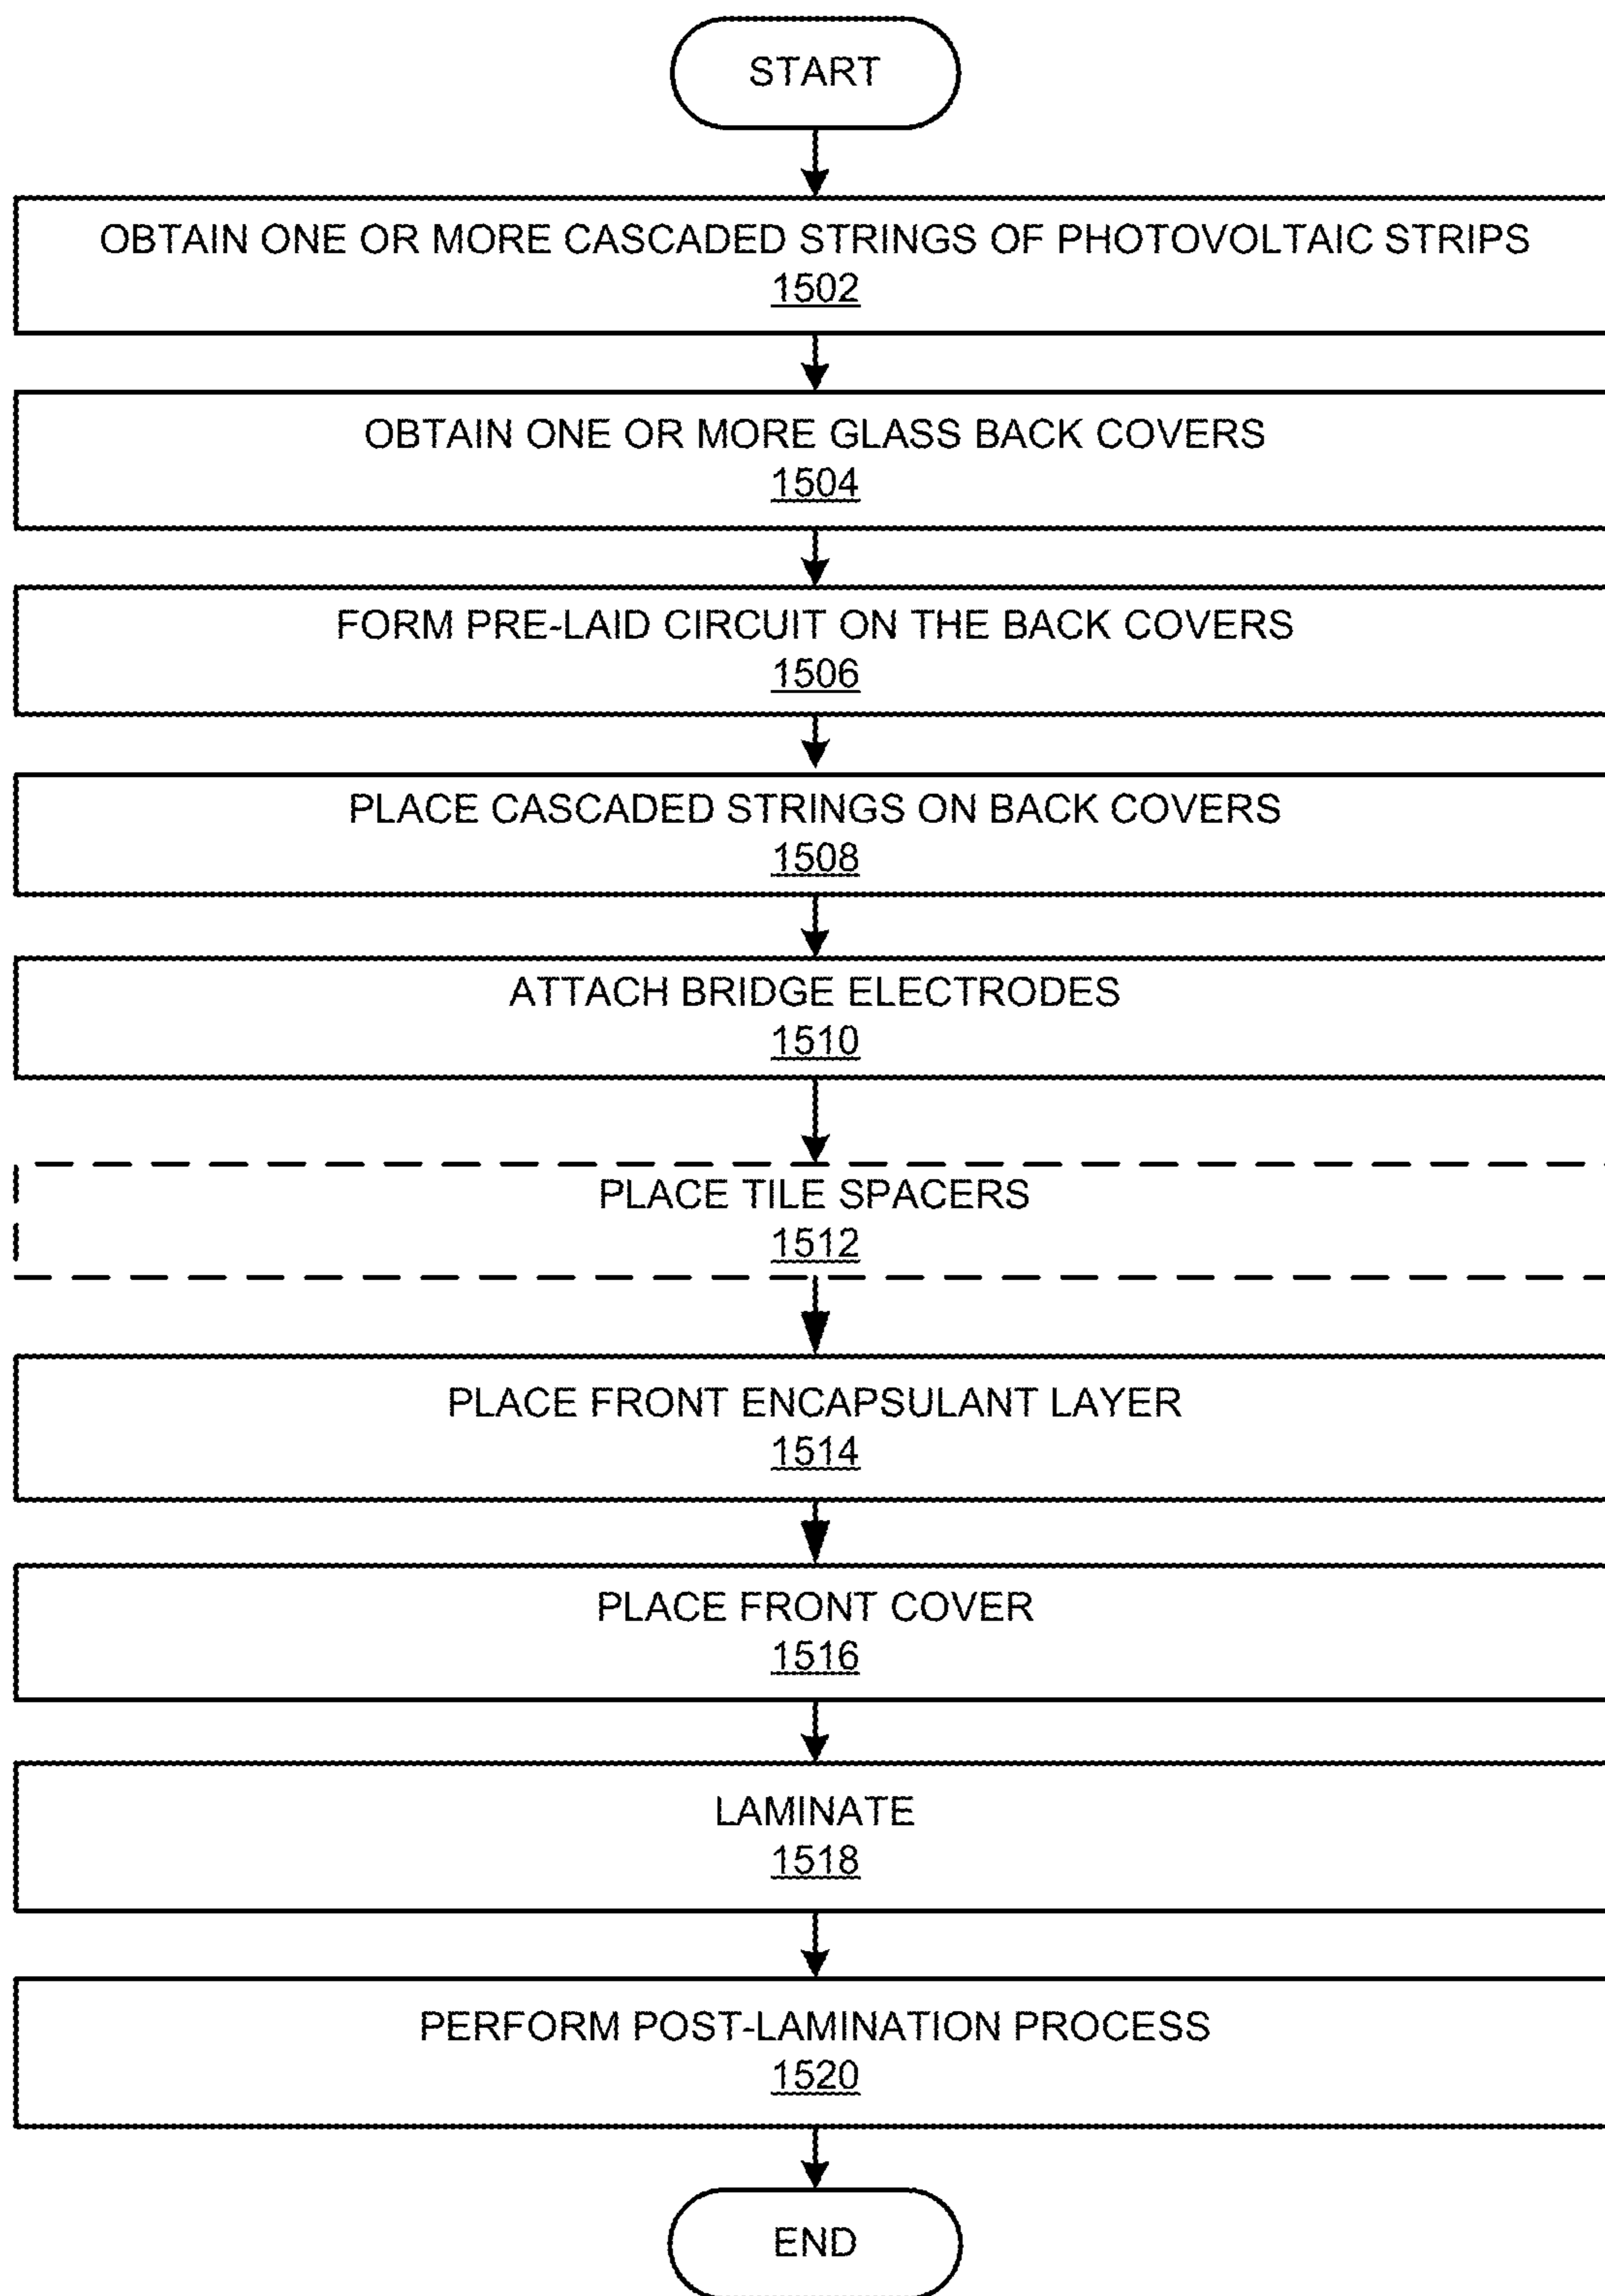 START
OBTAIN ONE OR MORE CASCADED STRINGS OF PHOTOVOLTAIC STRIPS
1502
OBTAIN ONE OR MORE GLASS BACK COVERS
1504
FORM PRE-LAID CIRCUIT ON THE BACK COVERS
1506
PLACE CASCADED STRINGS ON BACK COVERS
1508
ATTACH BRIDGE ELECTRODES
1510
PLACE TILE SPACERS
1512
PLACE FRONT ENCAPSULANT LAYER
1514
PLACE FRONT COVER
1516
LAMINATE
1518
PERFORM POST-LAMINATION PROCESS
1520
END